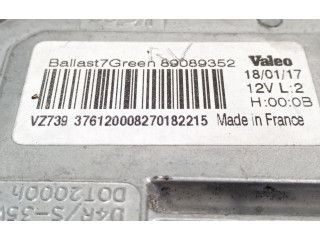 Ballast7Green 89089352
Valeo
18/01/17
12V L:2
H:00:0B
VZ739 376120008270182215 Made in France
D4R/S-35
DOT2000h